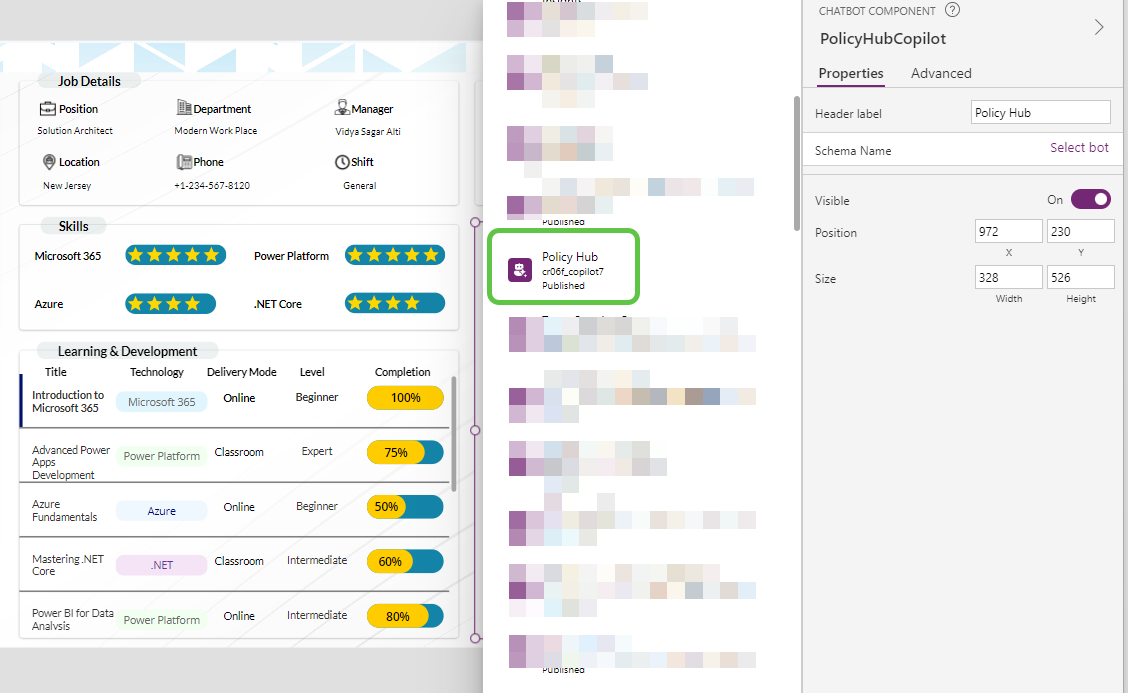 Job Details
Position
Department
Manager
Solution Architect
Modern Work Place
Vidya Sagar Alti
Location
Phone
Shift
New Jersey
+1-234-567-8120
General
Skills
Microsoft 365
Power Platform
Azure
.NET Core
Learning & Development
Title
Technology
Delivery Mode
Level
Completion
Introduction to
Microsoft 365
Microsoft 365
Online
Beginner
100%
Advanced Power
Apps
Development
Power Platform
Classroom
Expert
75%
Azure
Fundamentals
Azure
Online
Beginner
50%
Mastering .NET
Core
.NET
Classroom
Intermediate
60%
Power BI for Data
Analysis
Power Platform
Online
Intermediate
80%
Published
Policy Hub
cr06f_copilot7
Published
Published
CHATBOT COMPONENT ?
PolicyHubCopilot
Properties
Advanced
Header label
Policy Hub
Schema Name
Select bot
Visible
On
Position
972
230
X
Y
Size
328
526
Width
Height